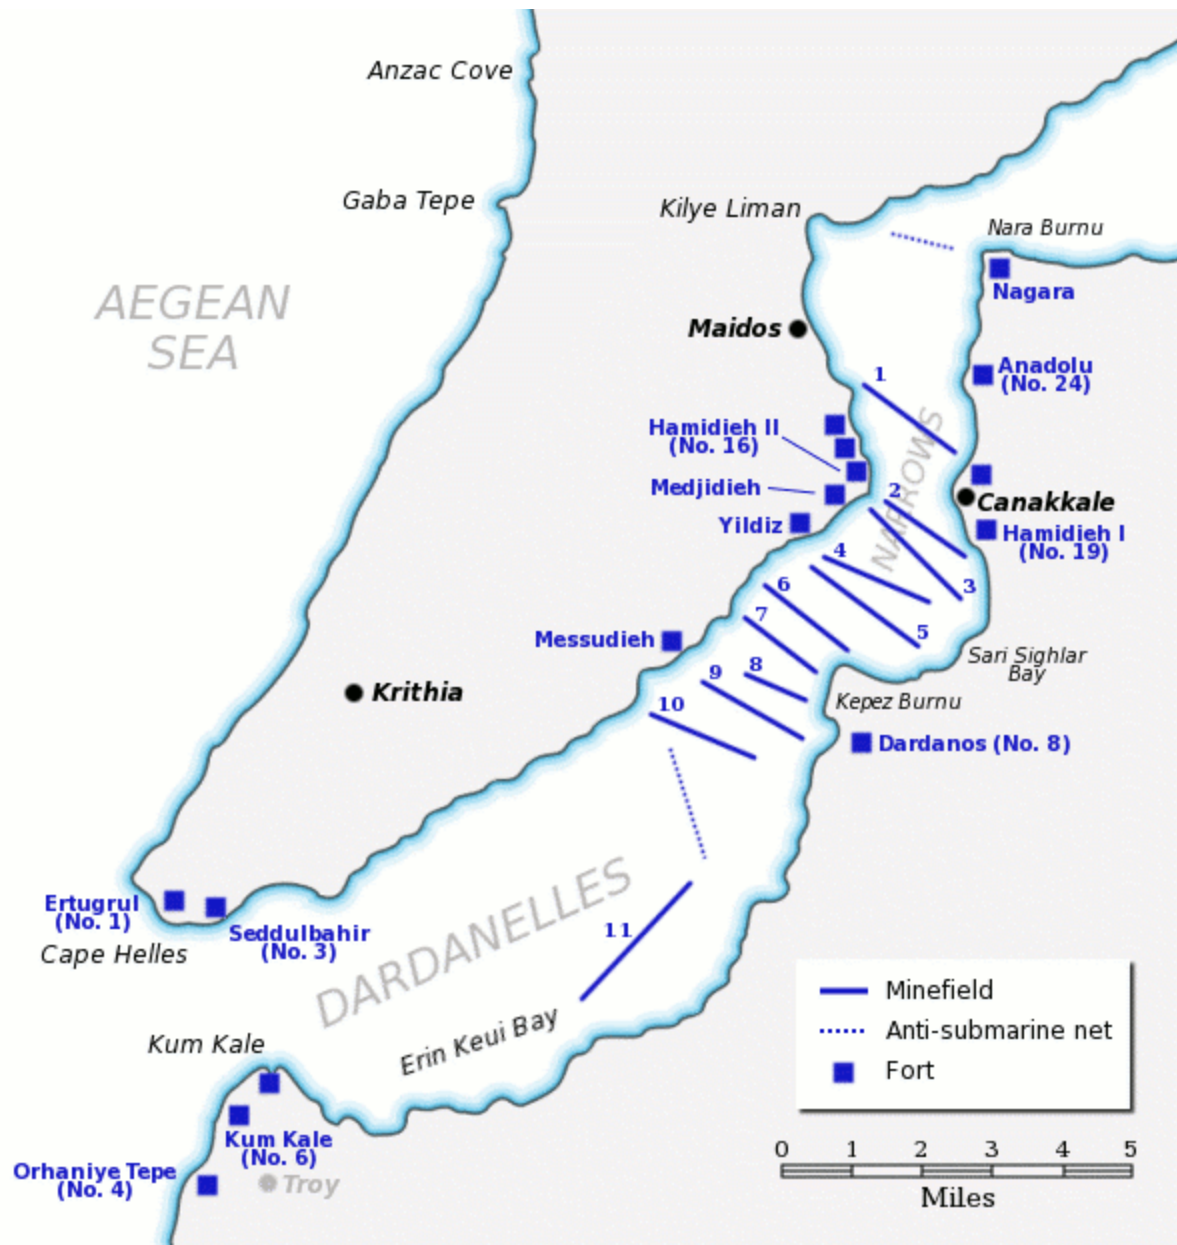 Anzac Cove
Gaba Tepe
Kilye Liman
Nara Burnu
Nagara
AEGEAN
SEA
Maidos
1
Anadolu
(No. 24)
NARROWS
Hamidieh II
(No. 16)
Medjidieh
2
Canakkale
Yildiz
Hamidieh I
(No. 19)
4
6
3
7
5
Messudieh
Sari Sighlar
Bay
8
9
Krithia
10
Kepez Burnu
Dardanos (No. 8)
Ertugrul
(No. 1)
Seddulbahir
(No. 3)
Cape Helles
DARDANELLES
11
Minefield
Anti-submarine net
Fort
Kum Kale
Erin Keui Bay
Kum Kale
(No. 6)
Orhaniye Tepe
(No. 4)
Troy
0 1 2 3 4 5
Miles